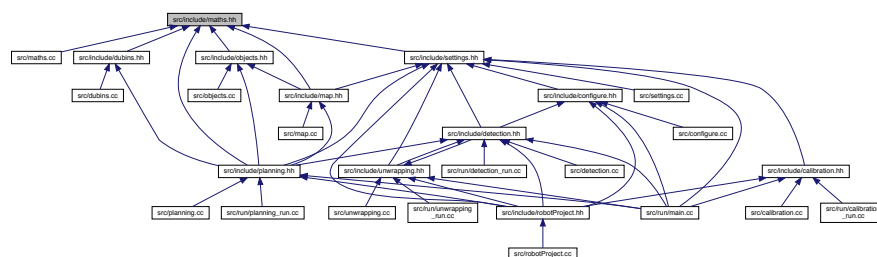 src/include/maths.hh
src/maths.cc
src/include/dubins.hh
src/include/objects.hh
src/include/settings.hh
src/dubins.cc
src/objects.cc
src/include/map.hh
src/include/configure.hh
src/settings.cc
src/map.cc
src/include/detection.hh
src/configure.cc
src/include/planning.hh
src/include/unwrapping.hh
src/run/detection_run.cc
src/detection.cc
src/include/calibration.hh
src/planning.cc
src/run/planning_run.cc
src/unwrapping.cc
src/run/unwrapping
_run.cc
src/include/robotProject.hh
src/run/main.cc
src/calibration.cc
src/run/calibration
_run.cc
src/robotProject.cc